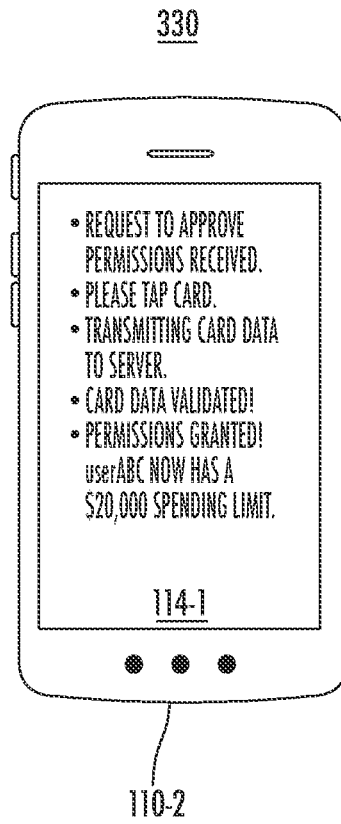 330
• REQUEST TO APPROVE
PERMISSIONS RECEIVED.
• PLEASE TAP CARD.
• TRANSMITTING CARD DATA
TO SERVER.
• CARD DATA VALIDATED!
• PERMISSIONS GRANTED!
userABC NOW HAS A
$20,000 SPENDING LIMIT.
114-1
110-2